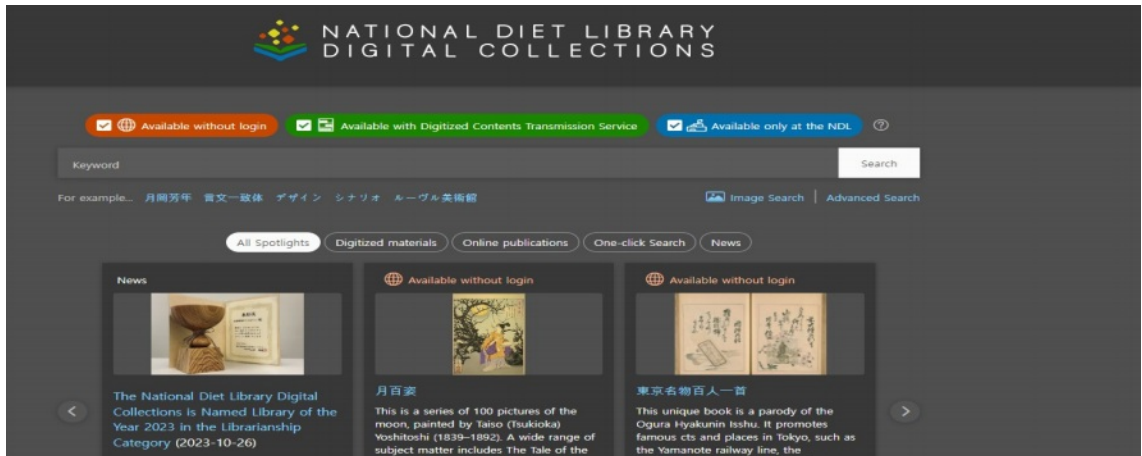 NATIONAL DIET LIBRARY
DIGITAL COLLECTIONS
Available without login
Available with Digitized Contents Transmission Service
Available only at the NDL
Keyword
Search
For example... 月岡芳年 言文一致体 デザイン シナリオ ルーヴル美術館
Image Search | Advanced Search
All Spotlights
Digitized materials
Online publications
One-click Search
News
News
The National Diet Library Digital
Collections is Named Library of the
Year 2023 in the Librarianship
Category (2023-10-26)
Available without login
月百姿
This is a series of 100 pictures of the
moon, painted by Taiso (Tsukioka)
Yoshitoshi (1839–1892). A wide range of
subject matter includes The Tale of the
Available without login
東京名物百人一首
This unique book is a parody of the
Ogura Hyakunin Isshu. It promotes
famous cts and places in Tokyo, such as
the Yamanote railway line, the